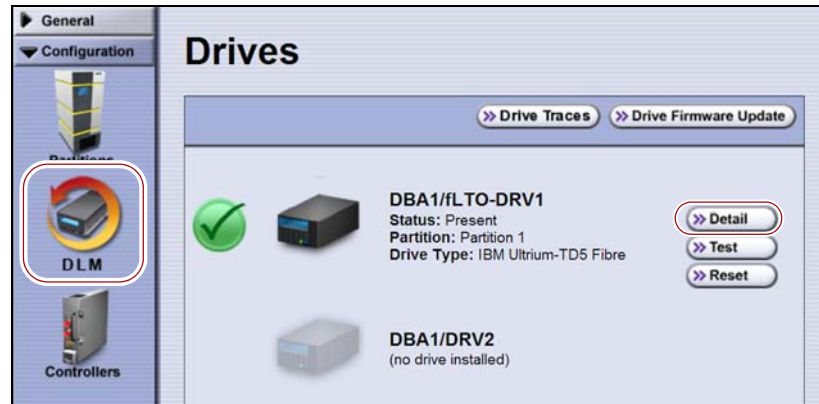 General
Configuration
Partitions
DLM
Controllers
Drives
Drive Traces
Drive Firmware Update
DBA1/fLTO-DRV1
Status: Present
Partition: Partition 1
Drive Type: IBM Ultrium-TD5 Fibre
Detail
Test
Reset
DBA1/DRV2
(no drive installed)